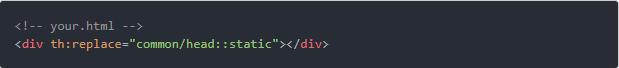 <!-- your.html -->
<div th:replace="common/head::static"></div>